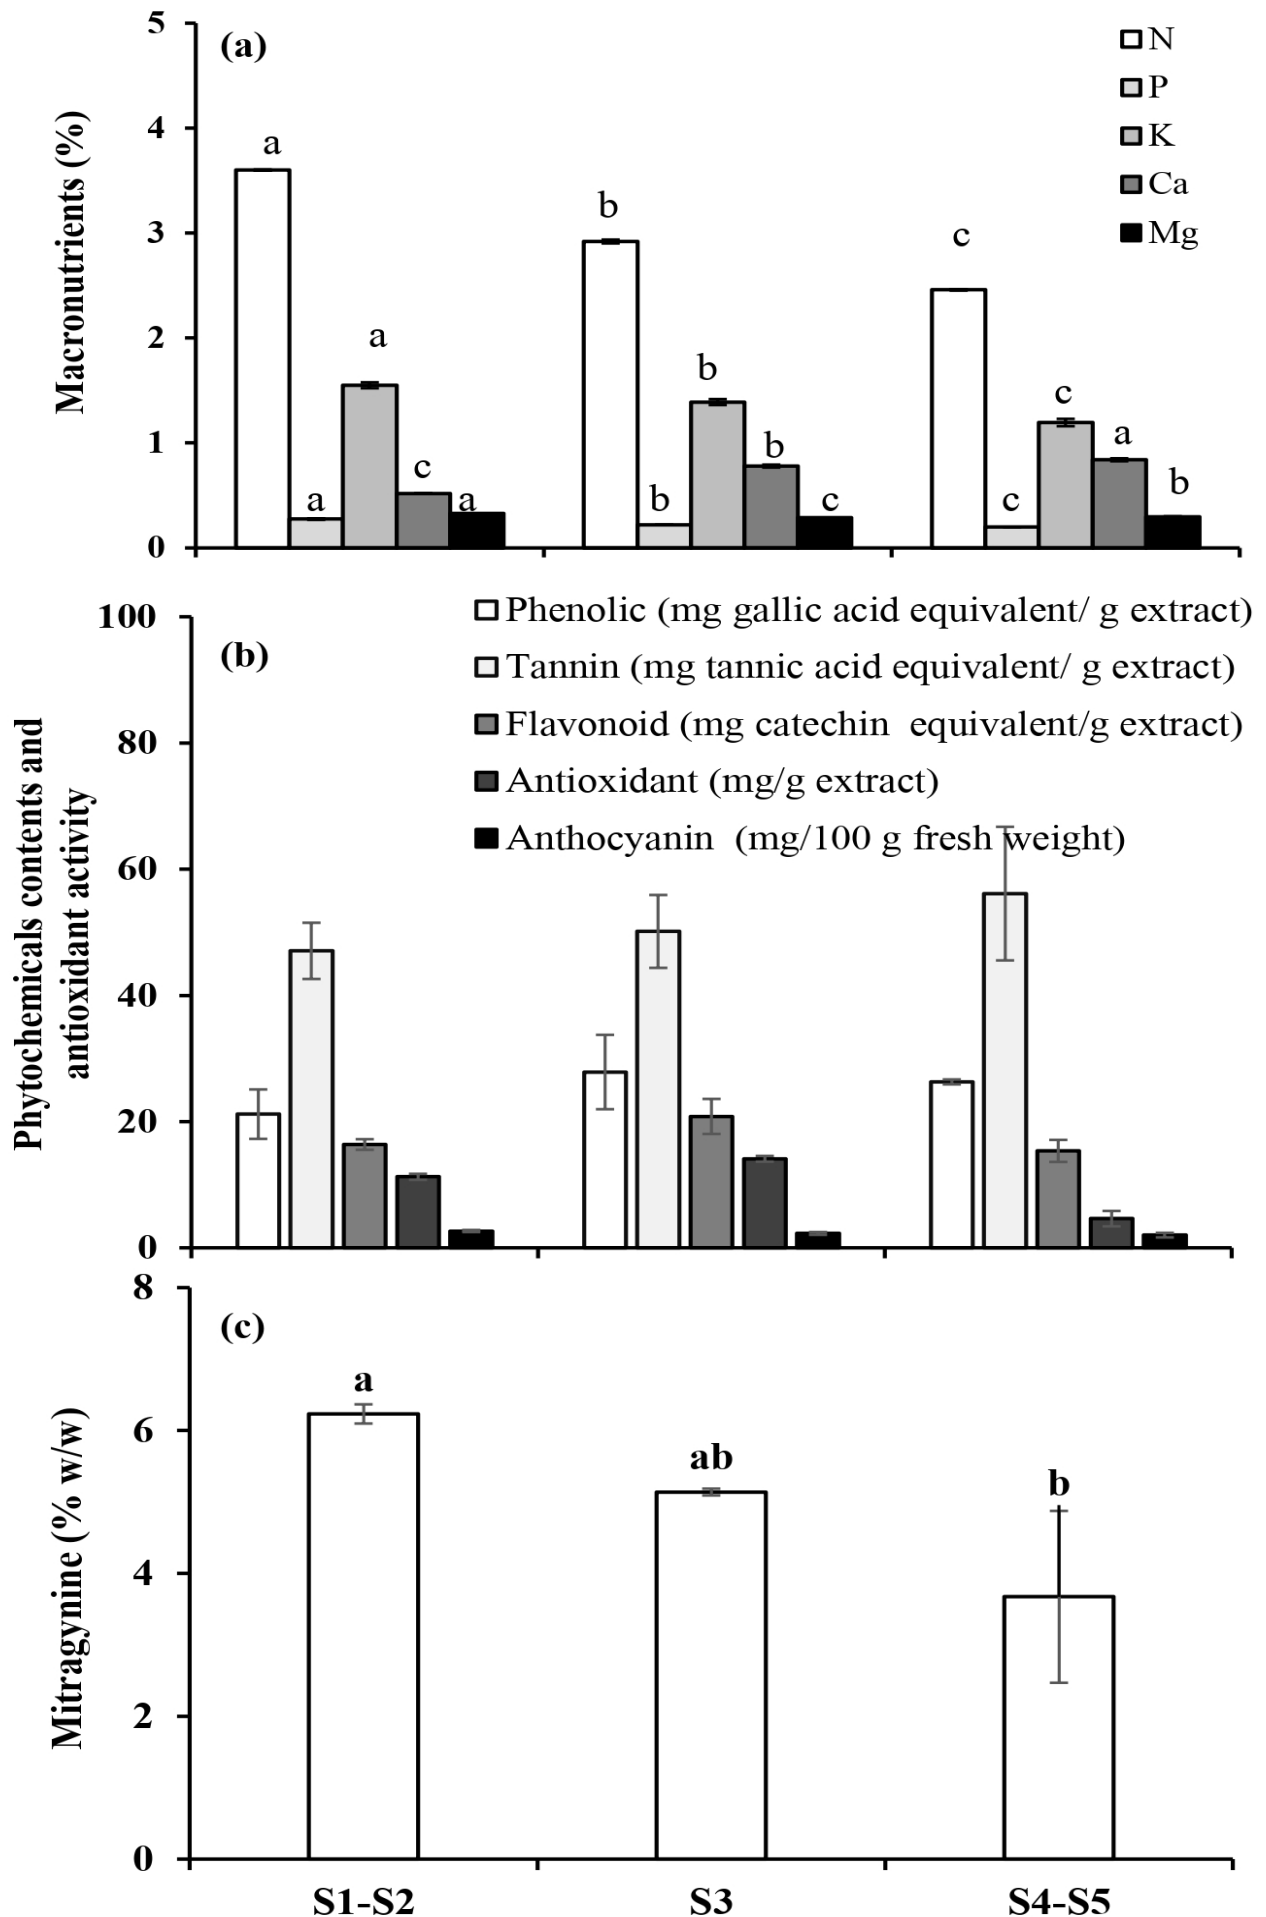 (a)
N
P
K
Ca
Mg
Macronutrients (%)
5
4
3
2
1
0
a
a
a
c
a
b
b
b
b
c
c
c
c
a
b
(b)
Phenolic (mg gallic acid equivalent/ g extract)
Tannin (mg tannic acid equivalent/ g extract)
Flavonoid (mg catechin equivalent/g extract)
Antioxidant (mg/g extract)
Anthocyanin (mg/100 g fresh weight)
Phytochemicals contents and
antioxidant activity
100
80
60
40
20
0
(c)
Mitragynine (% w/w)
8
6
4
2
0
a
ab
b
S1-S2
S3
S4-S5